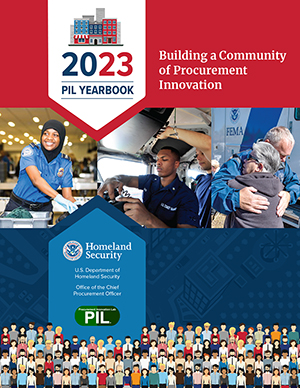 2023
PIL YEARBOOK
Building a Community
of Procurement
Innovation
FEMA
Homeland
Security
U.S. Department of
Homeland Security
Office of the Chief
Procurement Officer
PIL